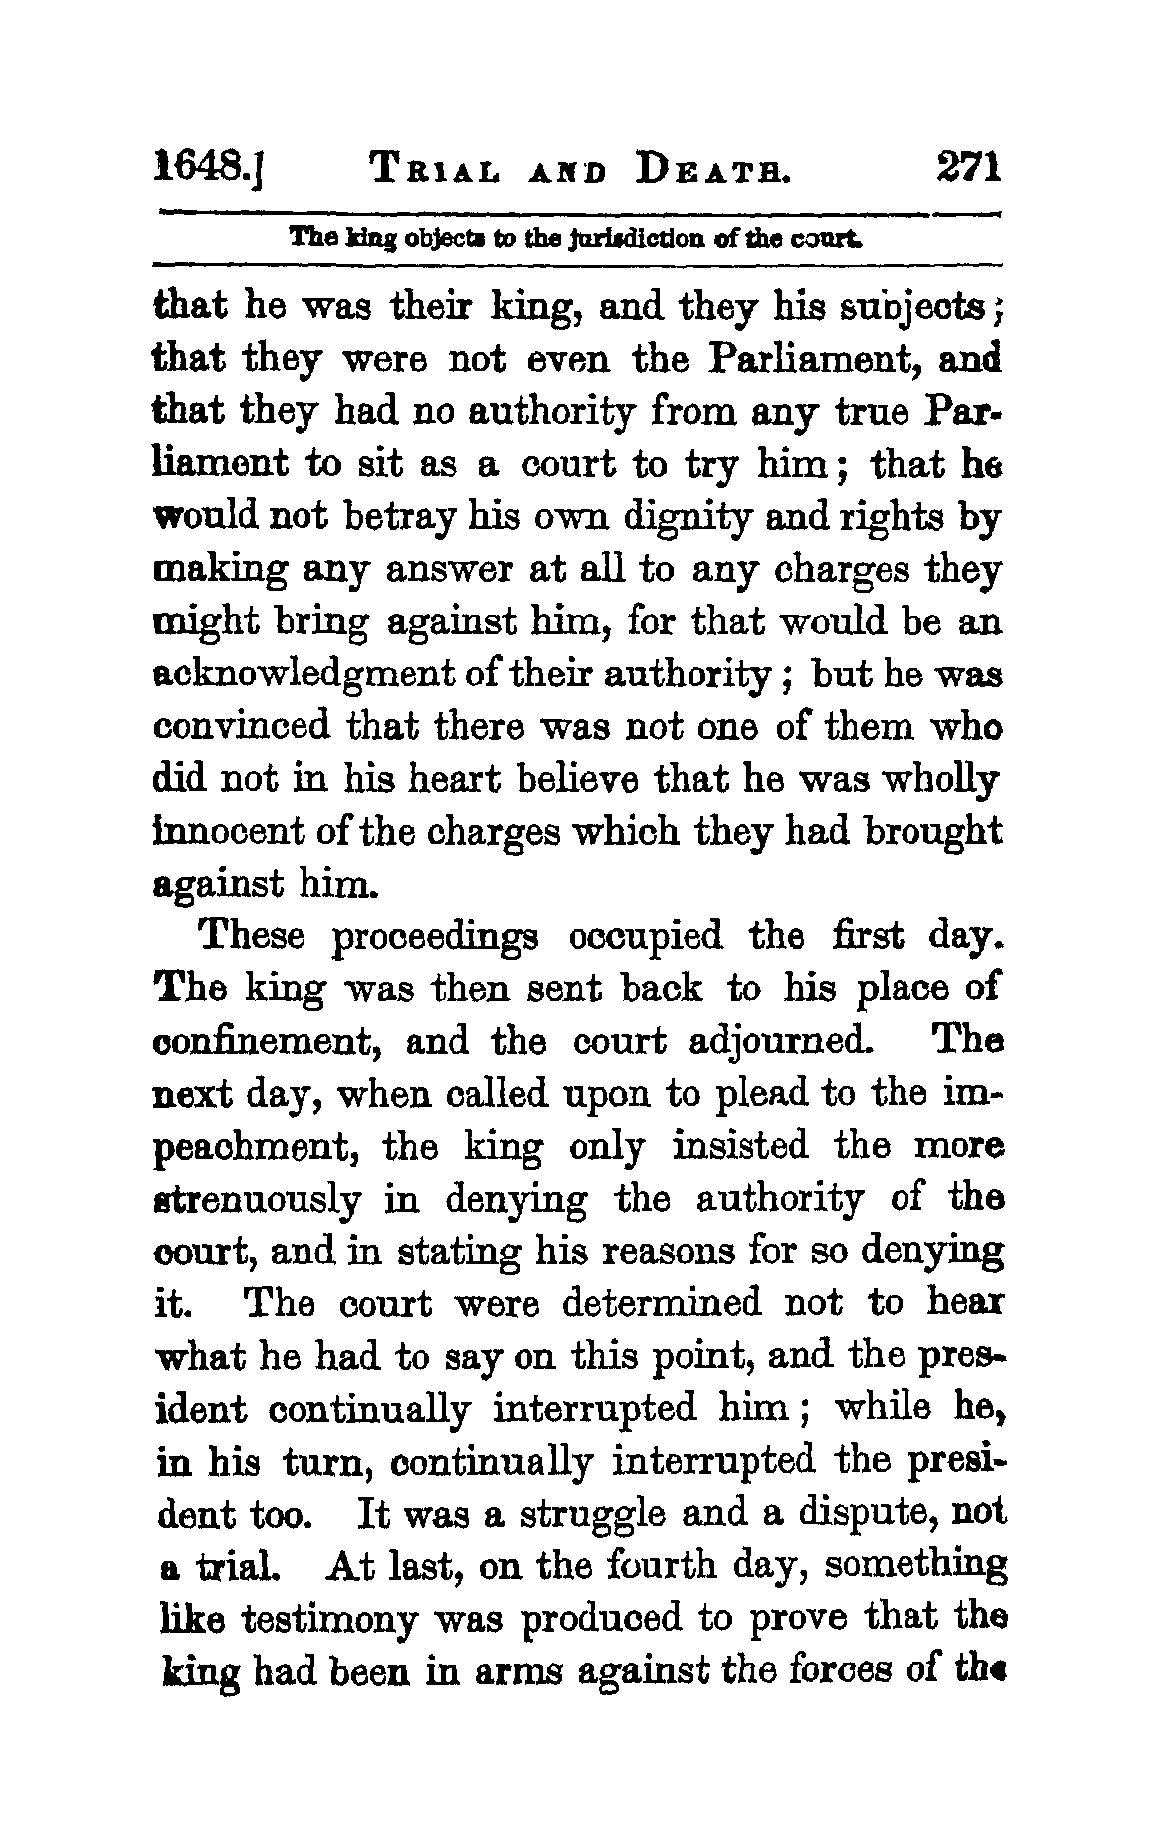 1648.] TRIAL AND DEATH. 271
The king objects to the jurisdiction of the court.
that he was their king, and they his subjects;
that they were not even the Parliament, and
that they had no authority from any true Par-
liament to sit as a court to try him; that he
would not betray his own dignity and rights by
making any answer at all to any charges they
might bring against him, for that would be an
acknowledgment of their authority; but he was
convinced that there was not one of them who
did not in his heart believe that he was wholly
innocent of the charges which they had brought
against him.
These proceedings occupied the first day.
The king was then sent back to his place of
confinement, and the court adjourned. The
next day, when called upon to plead to the im-
peachment, the king only insisted the more
strenuously in denying the authority of the
court, and in stating his reasons for so denying
it. The court were determined not to hear
what he had to say on this point, and the pres-
ident continually interrupted him; while he,
in his turn, continually interrupted the presi-
dent too. It was a struggle and a dispute, not
a trial. At last, on the fourth day, something
like testimony was produced to prove that the
king had been in arms against the forces of the